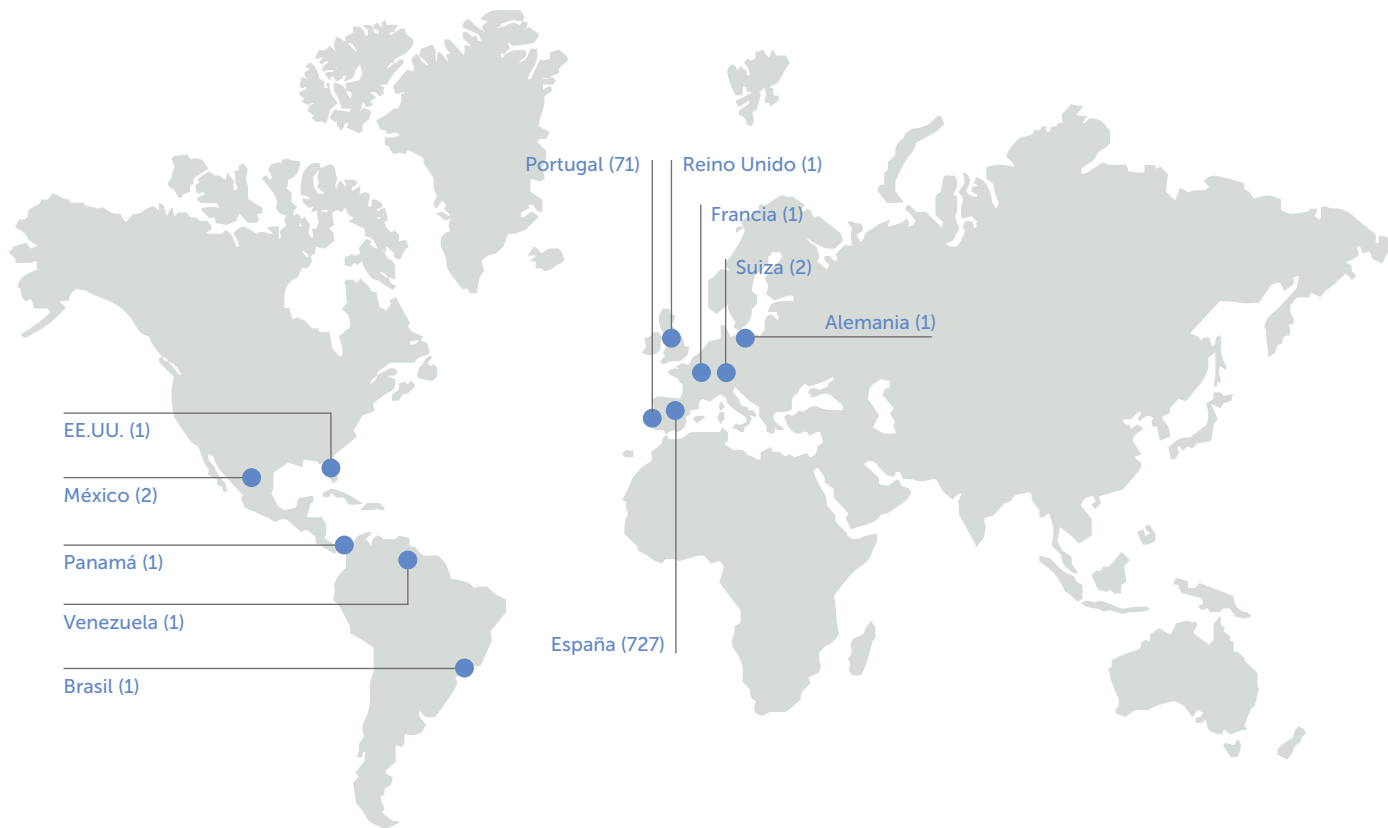 Portugal (71)
Reino Unido (1)
Francia (1)
Suiza (2)
Alemania (1)
EE.UU. (1)
México (2)
Panamá (1)
Venezuela (1)
España (727)
Brasil (1)